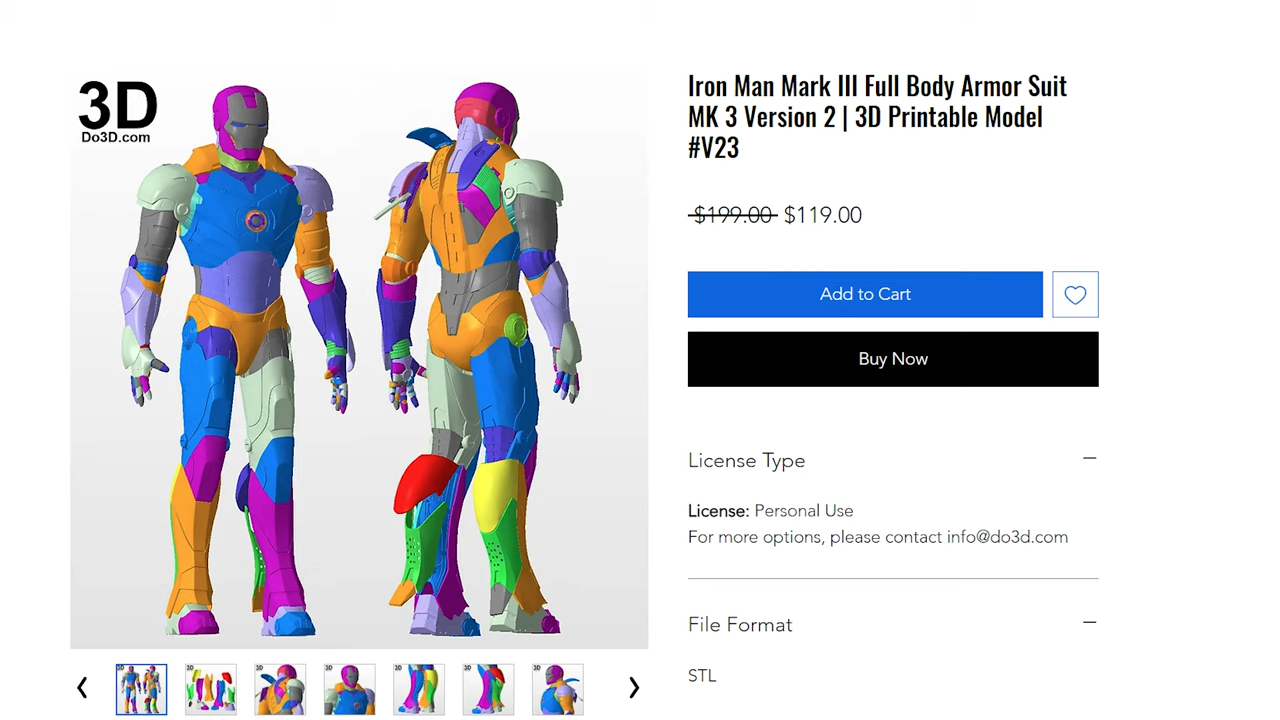 3D
Do3D.com
Iron Man Mark III Full Body Armor Suit
MK 3 Version 2 | 3D Printable Model
#V23
$199.00 $119.00
Add to Cart
Buy Now
License Type
License: Personal Use
For more options, please contact info@do3d.com
File Format
STL